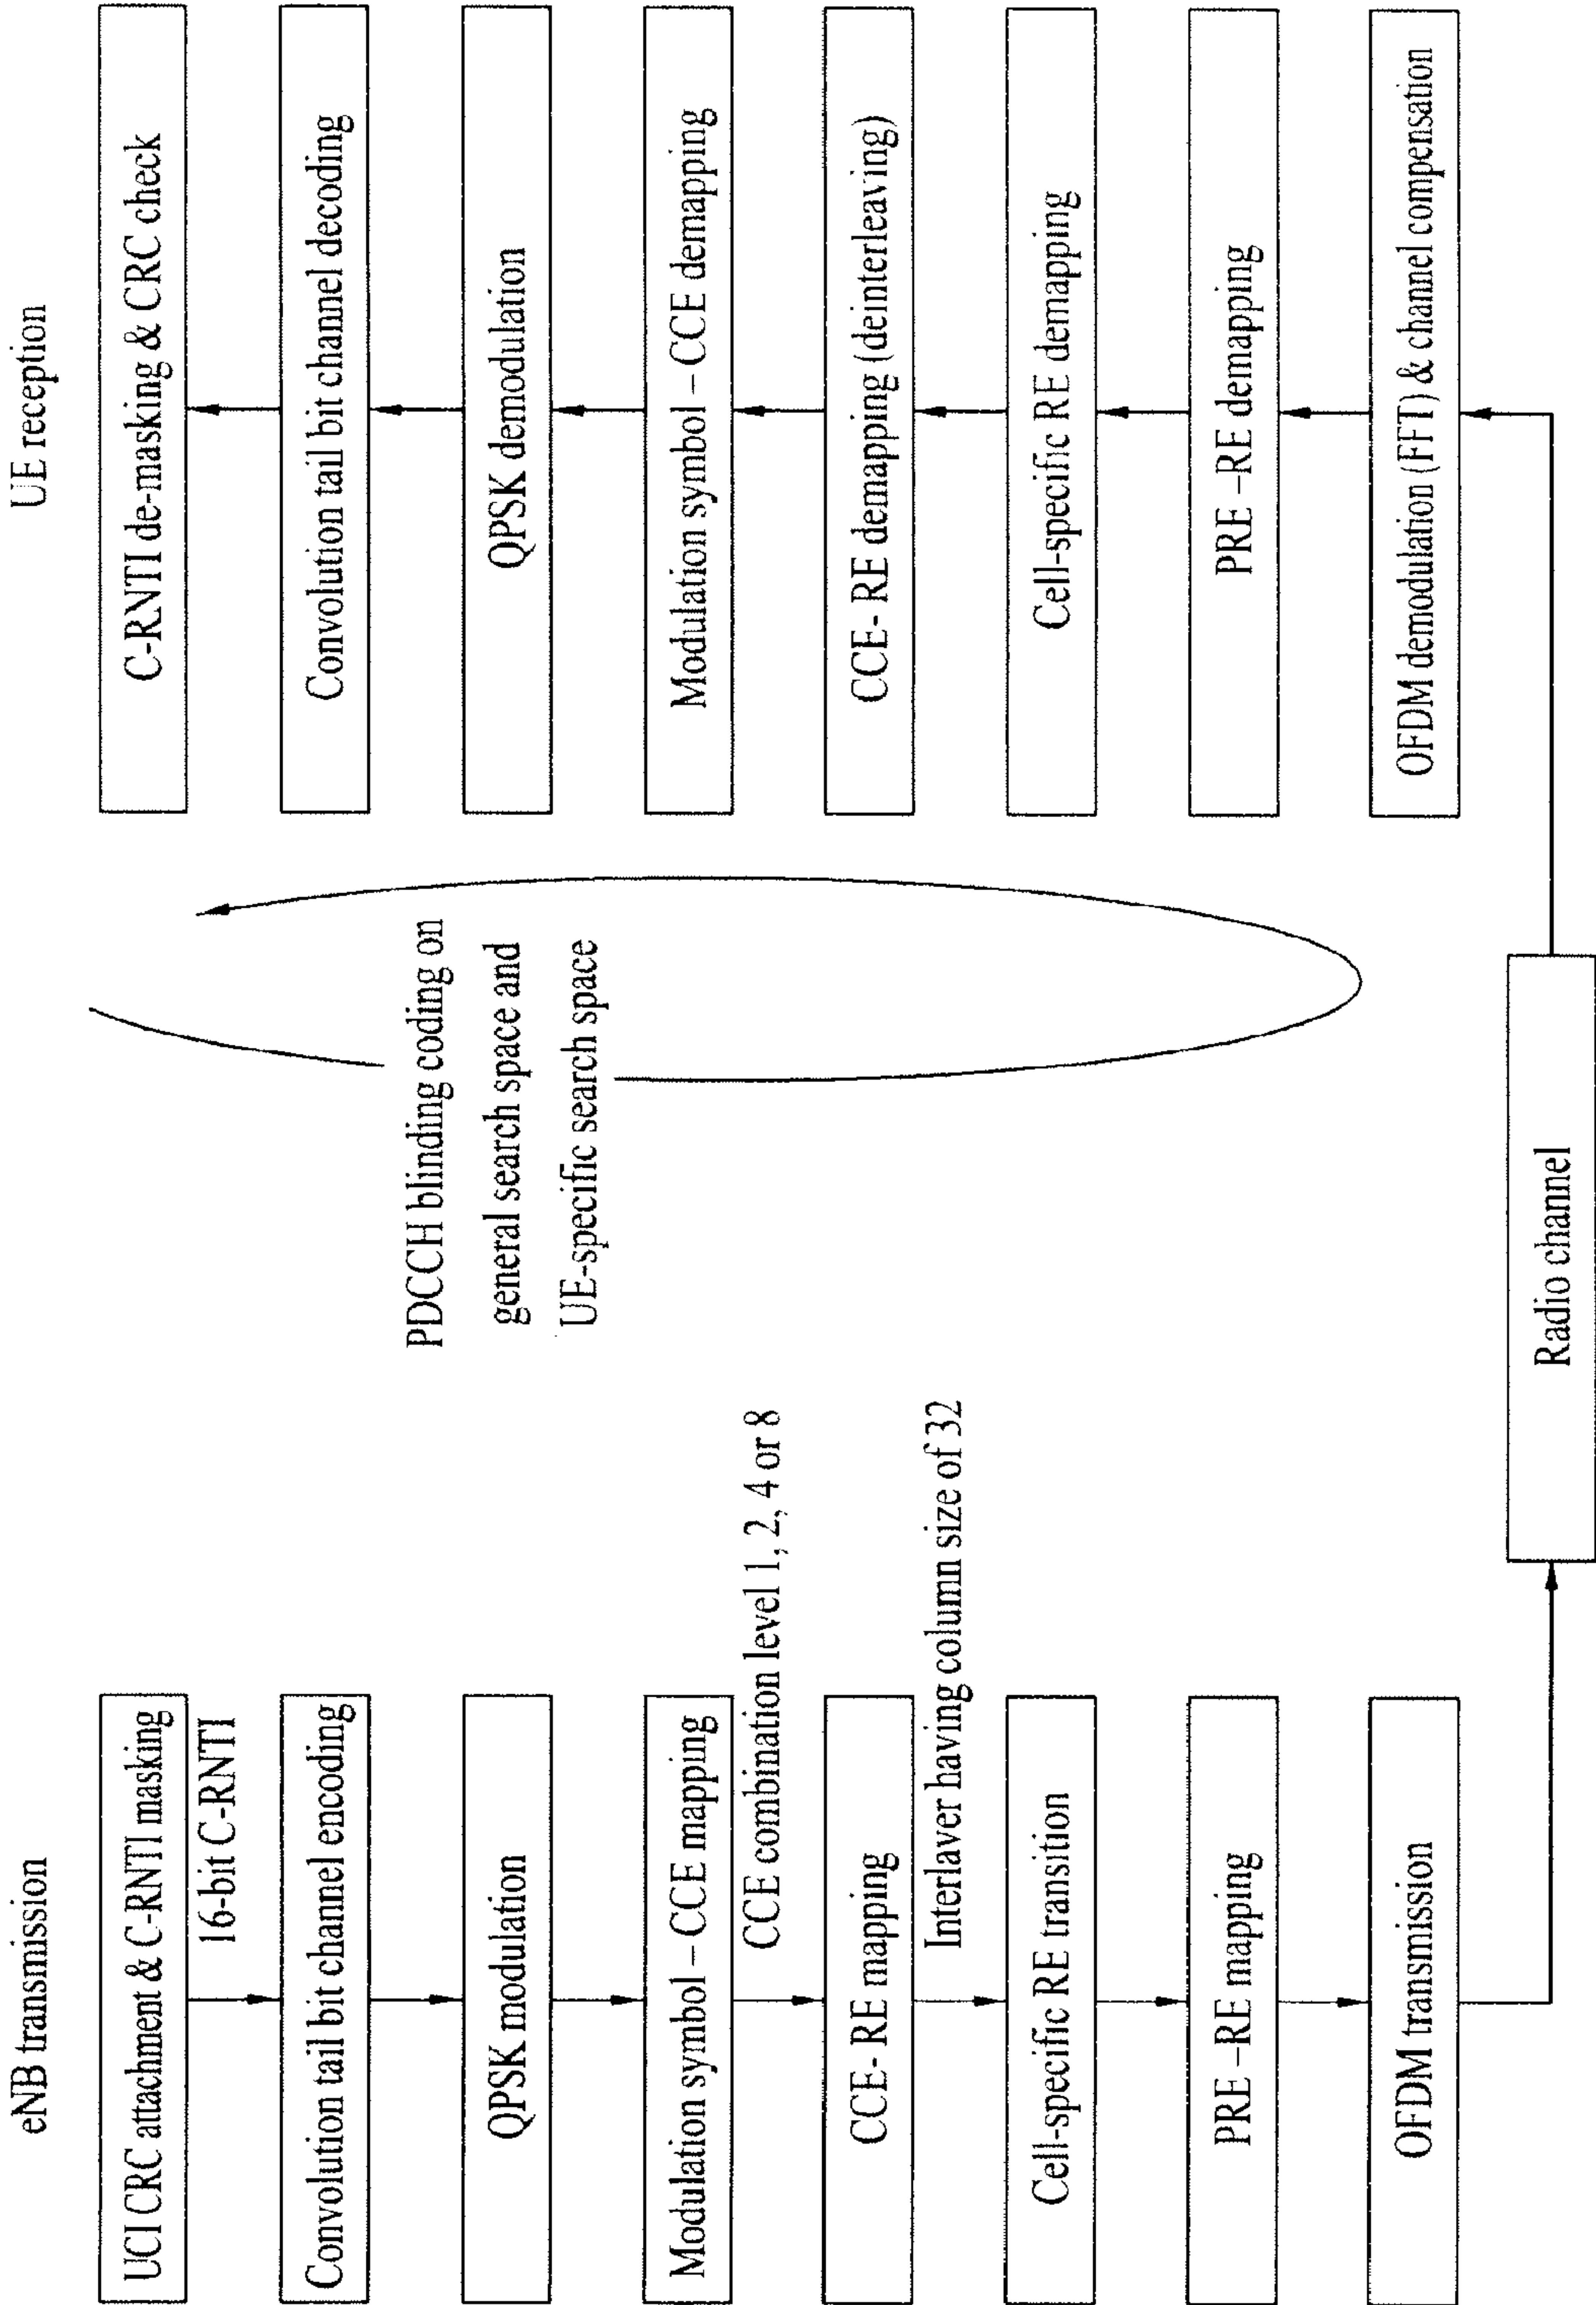 eNB transmission
UCI CRC attachment & C-RNTI masking
16-bit C-RNTI
Convolution tail bit channel encoding
QPSK modulation
Modulation symbol – CCE mapping
CCE combination level 1, 2, 4 or 8
CCE- RE mapping
Interlaver having column size of 32
Cell-specific RE transition
PRE –RE mapping
OFDM transmission
Radio channel
PDCCH blinding coding on
general search space and
UE-specific search space
UE reception
C-RNTI de-masking & CRC check
Convolution tail bit channel decoding
QPSK demodulation
Modulation symbol – CCE demapping
CCE- RE demapping (deinterleaving)
Cell-specific RE demapping
PRE –RE demapping
OFDM demodulation (FFT) & channel compensation